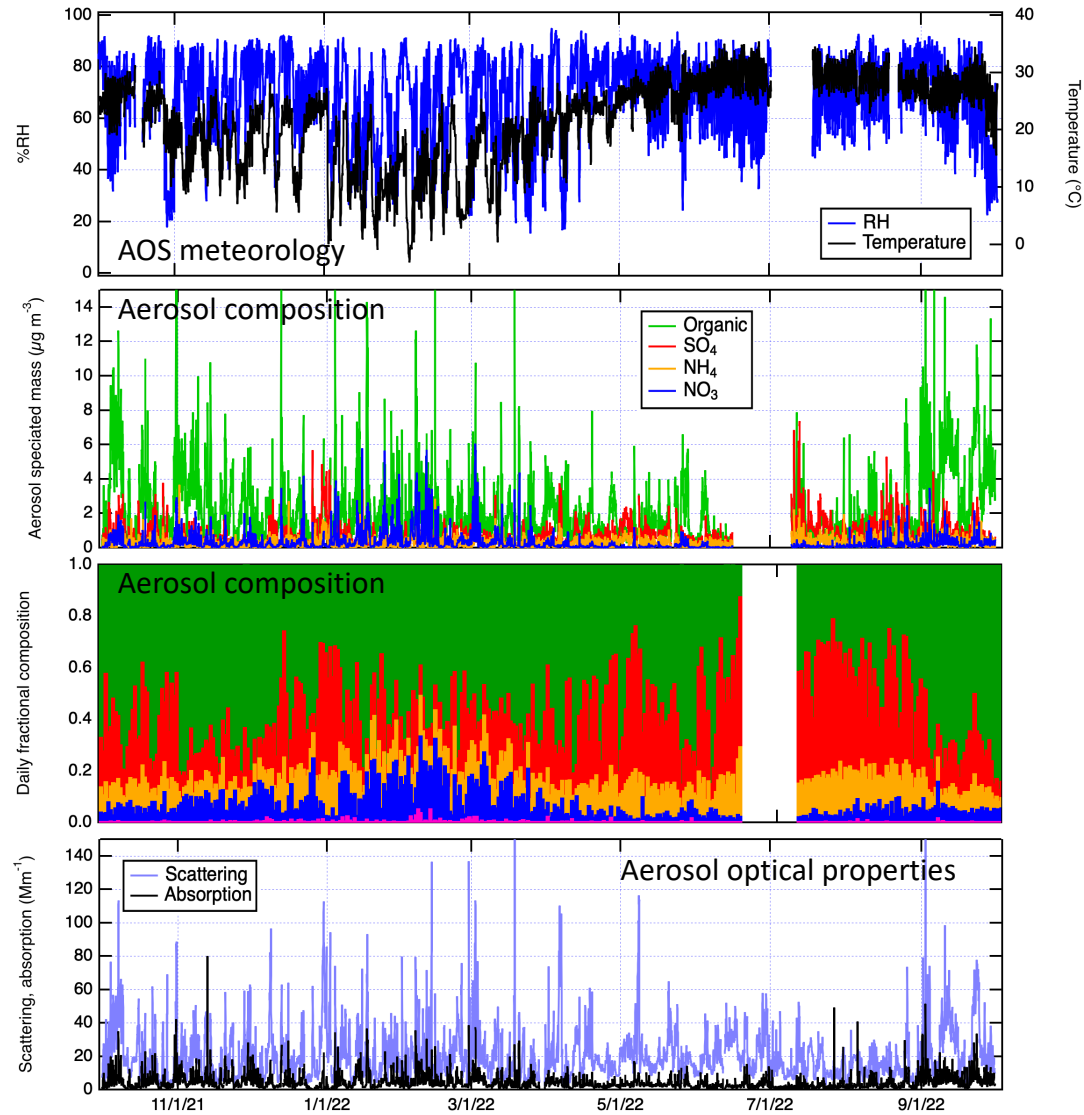 100
80
60
40
20
0
%RH
40
30
20
10
0
Temperature (°C)
RH
Temperature
AOS meteorology
Aerosol composition
14
12
10
8
6
4
2
0
Aerosol speciated mass (µg m-3)
Organic
SO4
NH4
NO3
Aerosol composition
1.0
0.8
0.6
0.4
0.2
0.0
Daily fractional composition
Aerosol optical properties
140
120
100
80
60
40
20
0
Scattering, absorption (Mm-1)
Scattering
Absorption
11/1/21
1/1/22
3/1/22
5/1/22
7/1/22
9/1/22